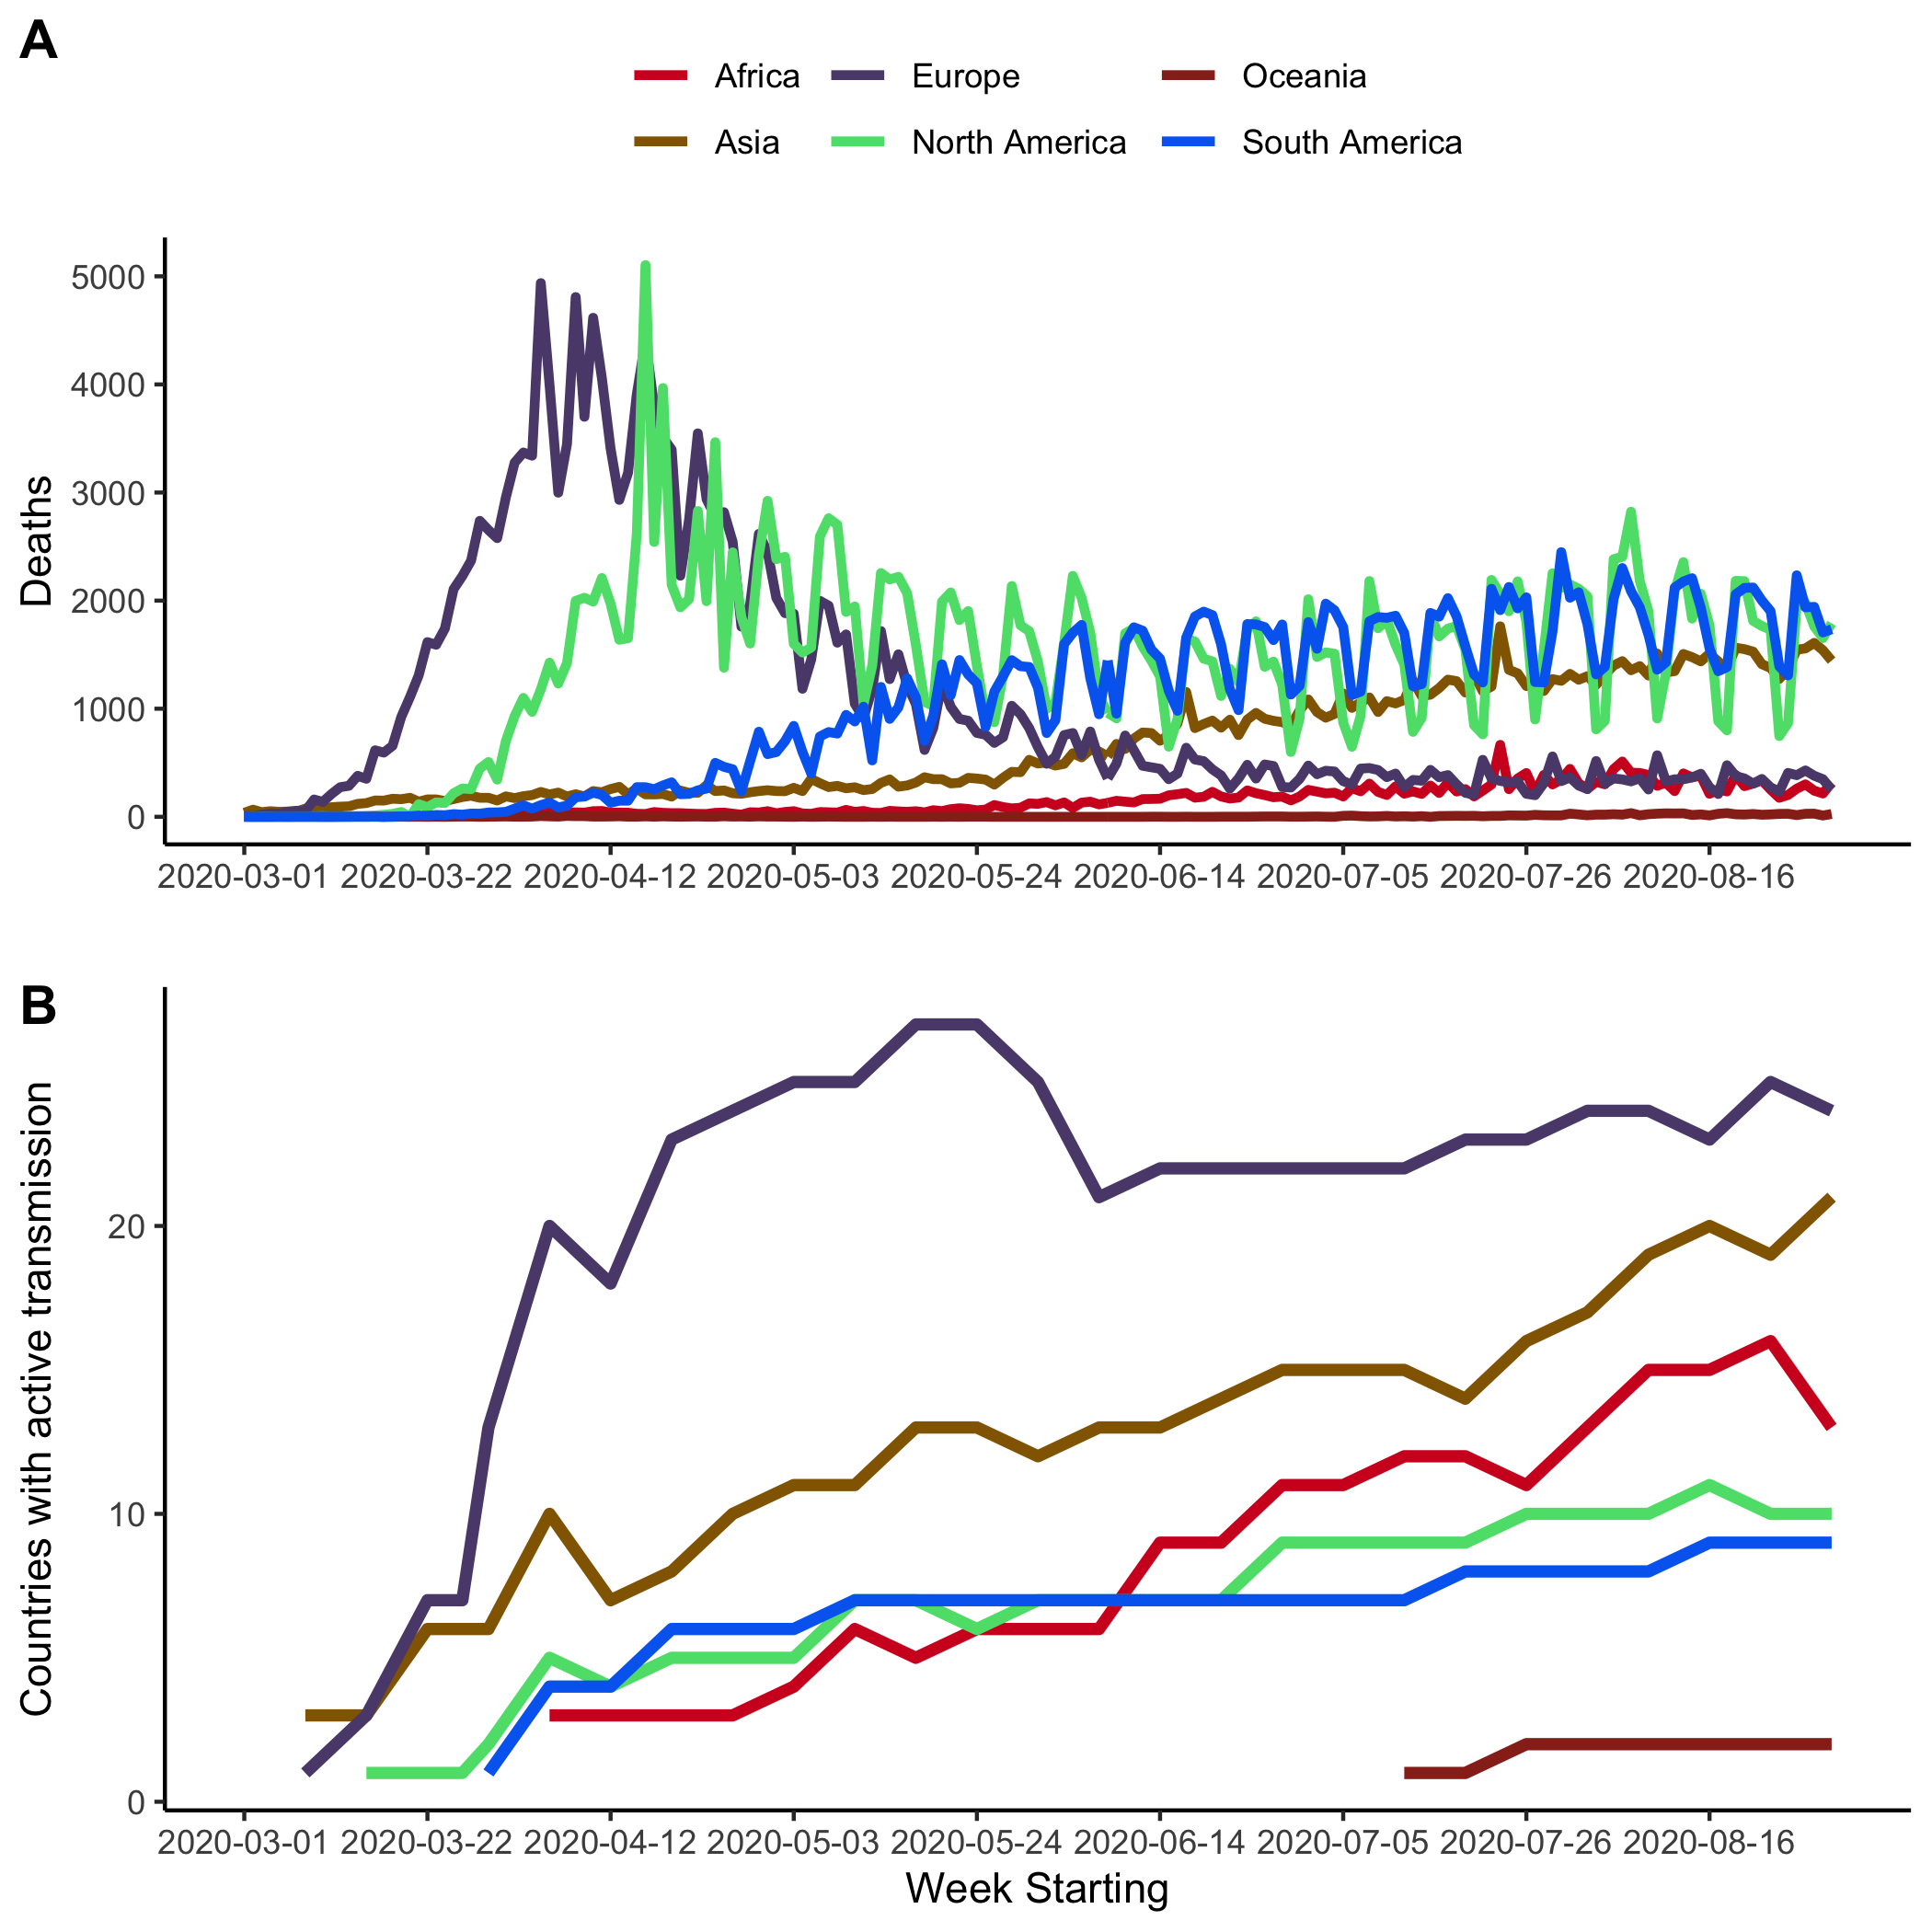 A
Africa Europe Oceania
Asia North America South America
Deaths
5000
4000
3000
2000
1000
0
2020-03-01 2020-03-22 2020-04-12 2020-05-03 2020-05-24 2020-06-14 2020-07-05 2020-07-26 2020-08-16
B
Countries with active transmission
20
10
0
2020-03-01 2020-03-22 2020-04-12 2020-05-03 2020-05-24 2020-06-14 2020-07-05 2020-07-26 2020-08-16
Week Starting